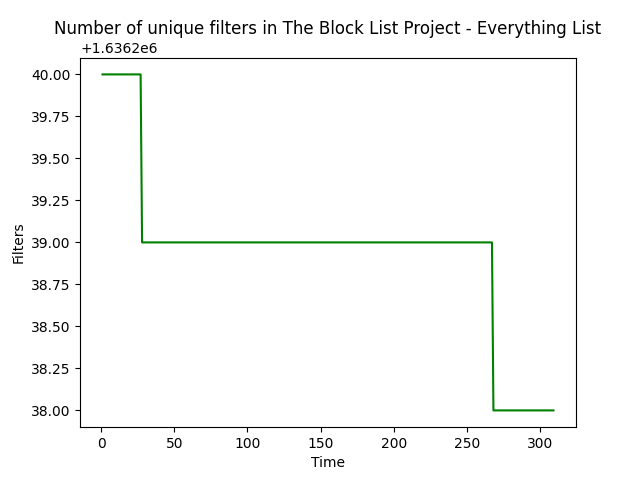 Number of unique filters in The Block List Project - Everything List
+1.6362e6
40.00
39.75
39.50
39.25
39.00
38.75
38.50
38.25
38.00
Filters
0 50 100 150 200 250 300
Time